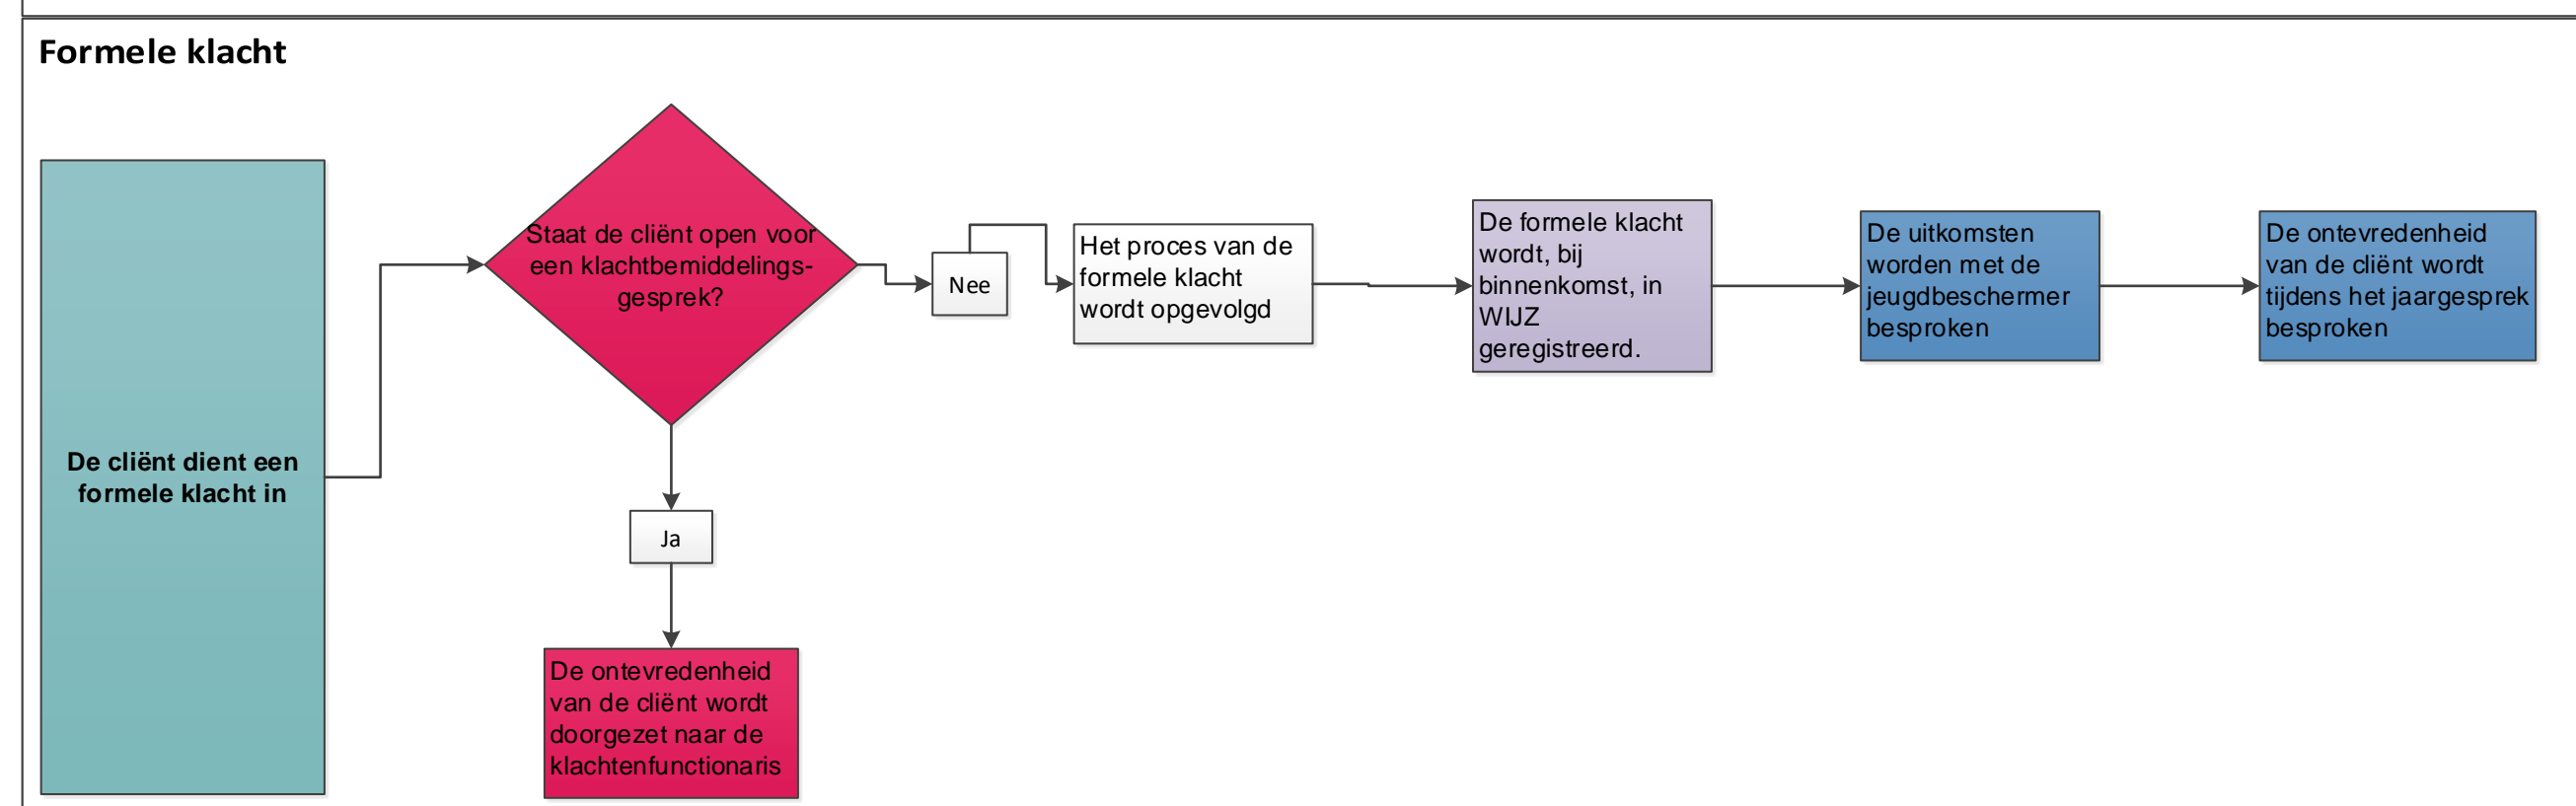 Formele klacht
De cliënt dient een
formele klacht in
Staat de cliënt open voor
een klachtbemiddelings-
gesprek?
Nee
Het proces van de
formele klacht
wordt opgevolgd
De formele klacht
wordt, bij
binnenkomst, in
WIJZ
geregistreerd.
De uitkomsten
worden met de
jeugdbeschermer
besproken
De ontevredenheid
van de cliënt wordt
tijdens het jaargesprek
besproken
Ja
De ontevredenheid
van de cliënt wordt
doorgezet naar de
klachtenfunctionaris